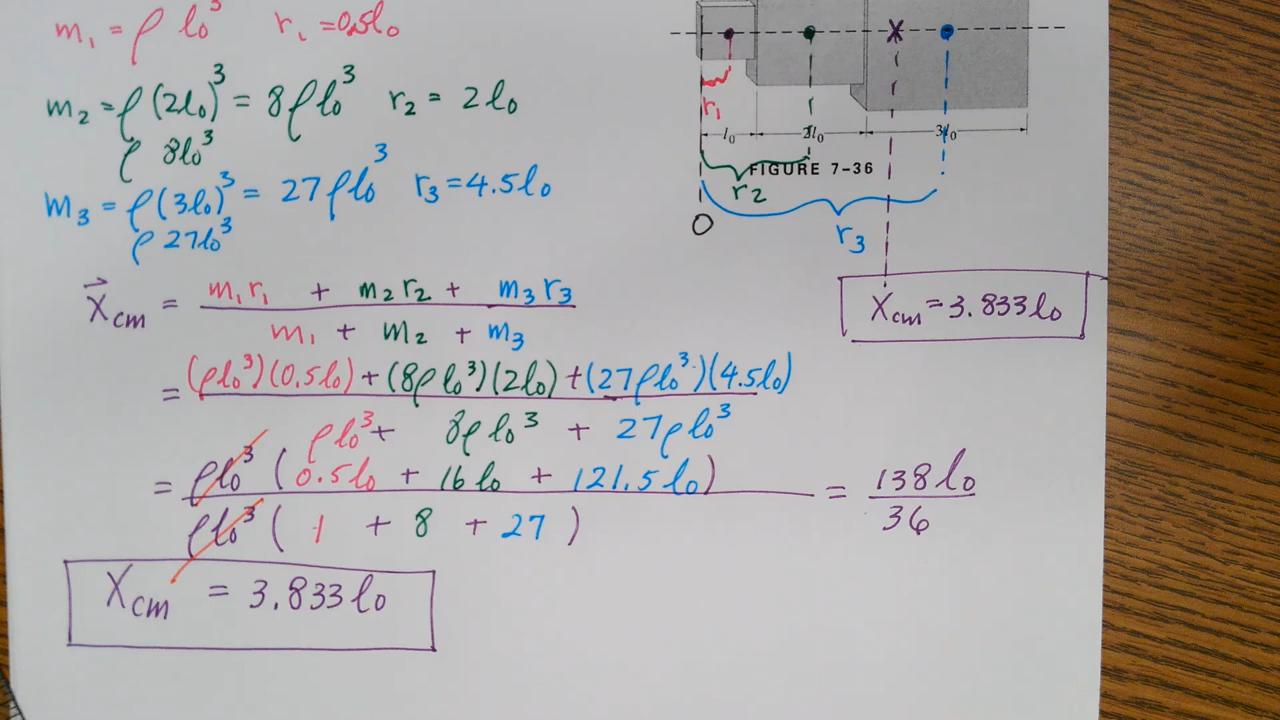 m₁ = ρ l₀³ r₁ = 0.5l₀
m₂ = ρ(2l₀)³ = 8ρl₀³ r₂ = 2l₀
ρ 8l₀³
m₃ = ρ(3l₀)³ = 27ρl₀³ r₃ = 4.5l₀
ρ 27l₀³
r₁
l₀ 2l₀ 3l₀
FIGURE 7-36
r₂
O
r₃
X⃗cm = (m₁r₁ + m₂r₂ + m₃r₃) / (m₁ + m₂ + m₃)
Xcm = 3.833l₀
= ((ρl₀³)(0.5l₀) + (8ρl₀³)(2l₀) + (27ρl₀³)(4.5l₀)) / (ρl₀³ + 8ρl₀³ + 27ρl₀³)
= ρl₀³(0.5l₀ + 16l₀ + 121.5l₀) / ρl₀³(1 + 8 + 27) = 138l₀ / 36
Xcm = 3.833l₀